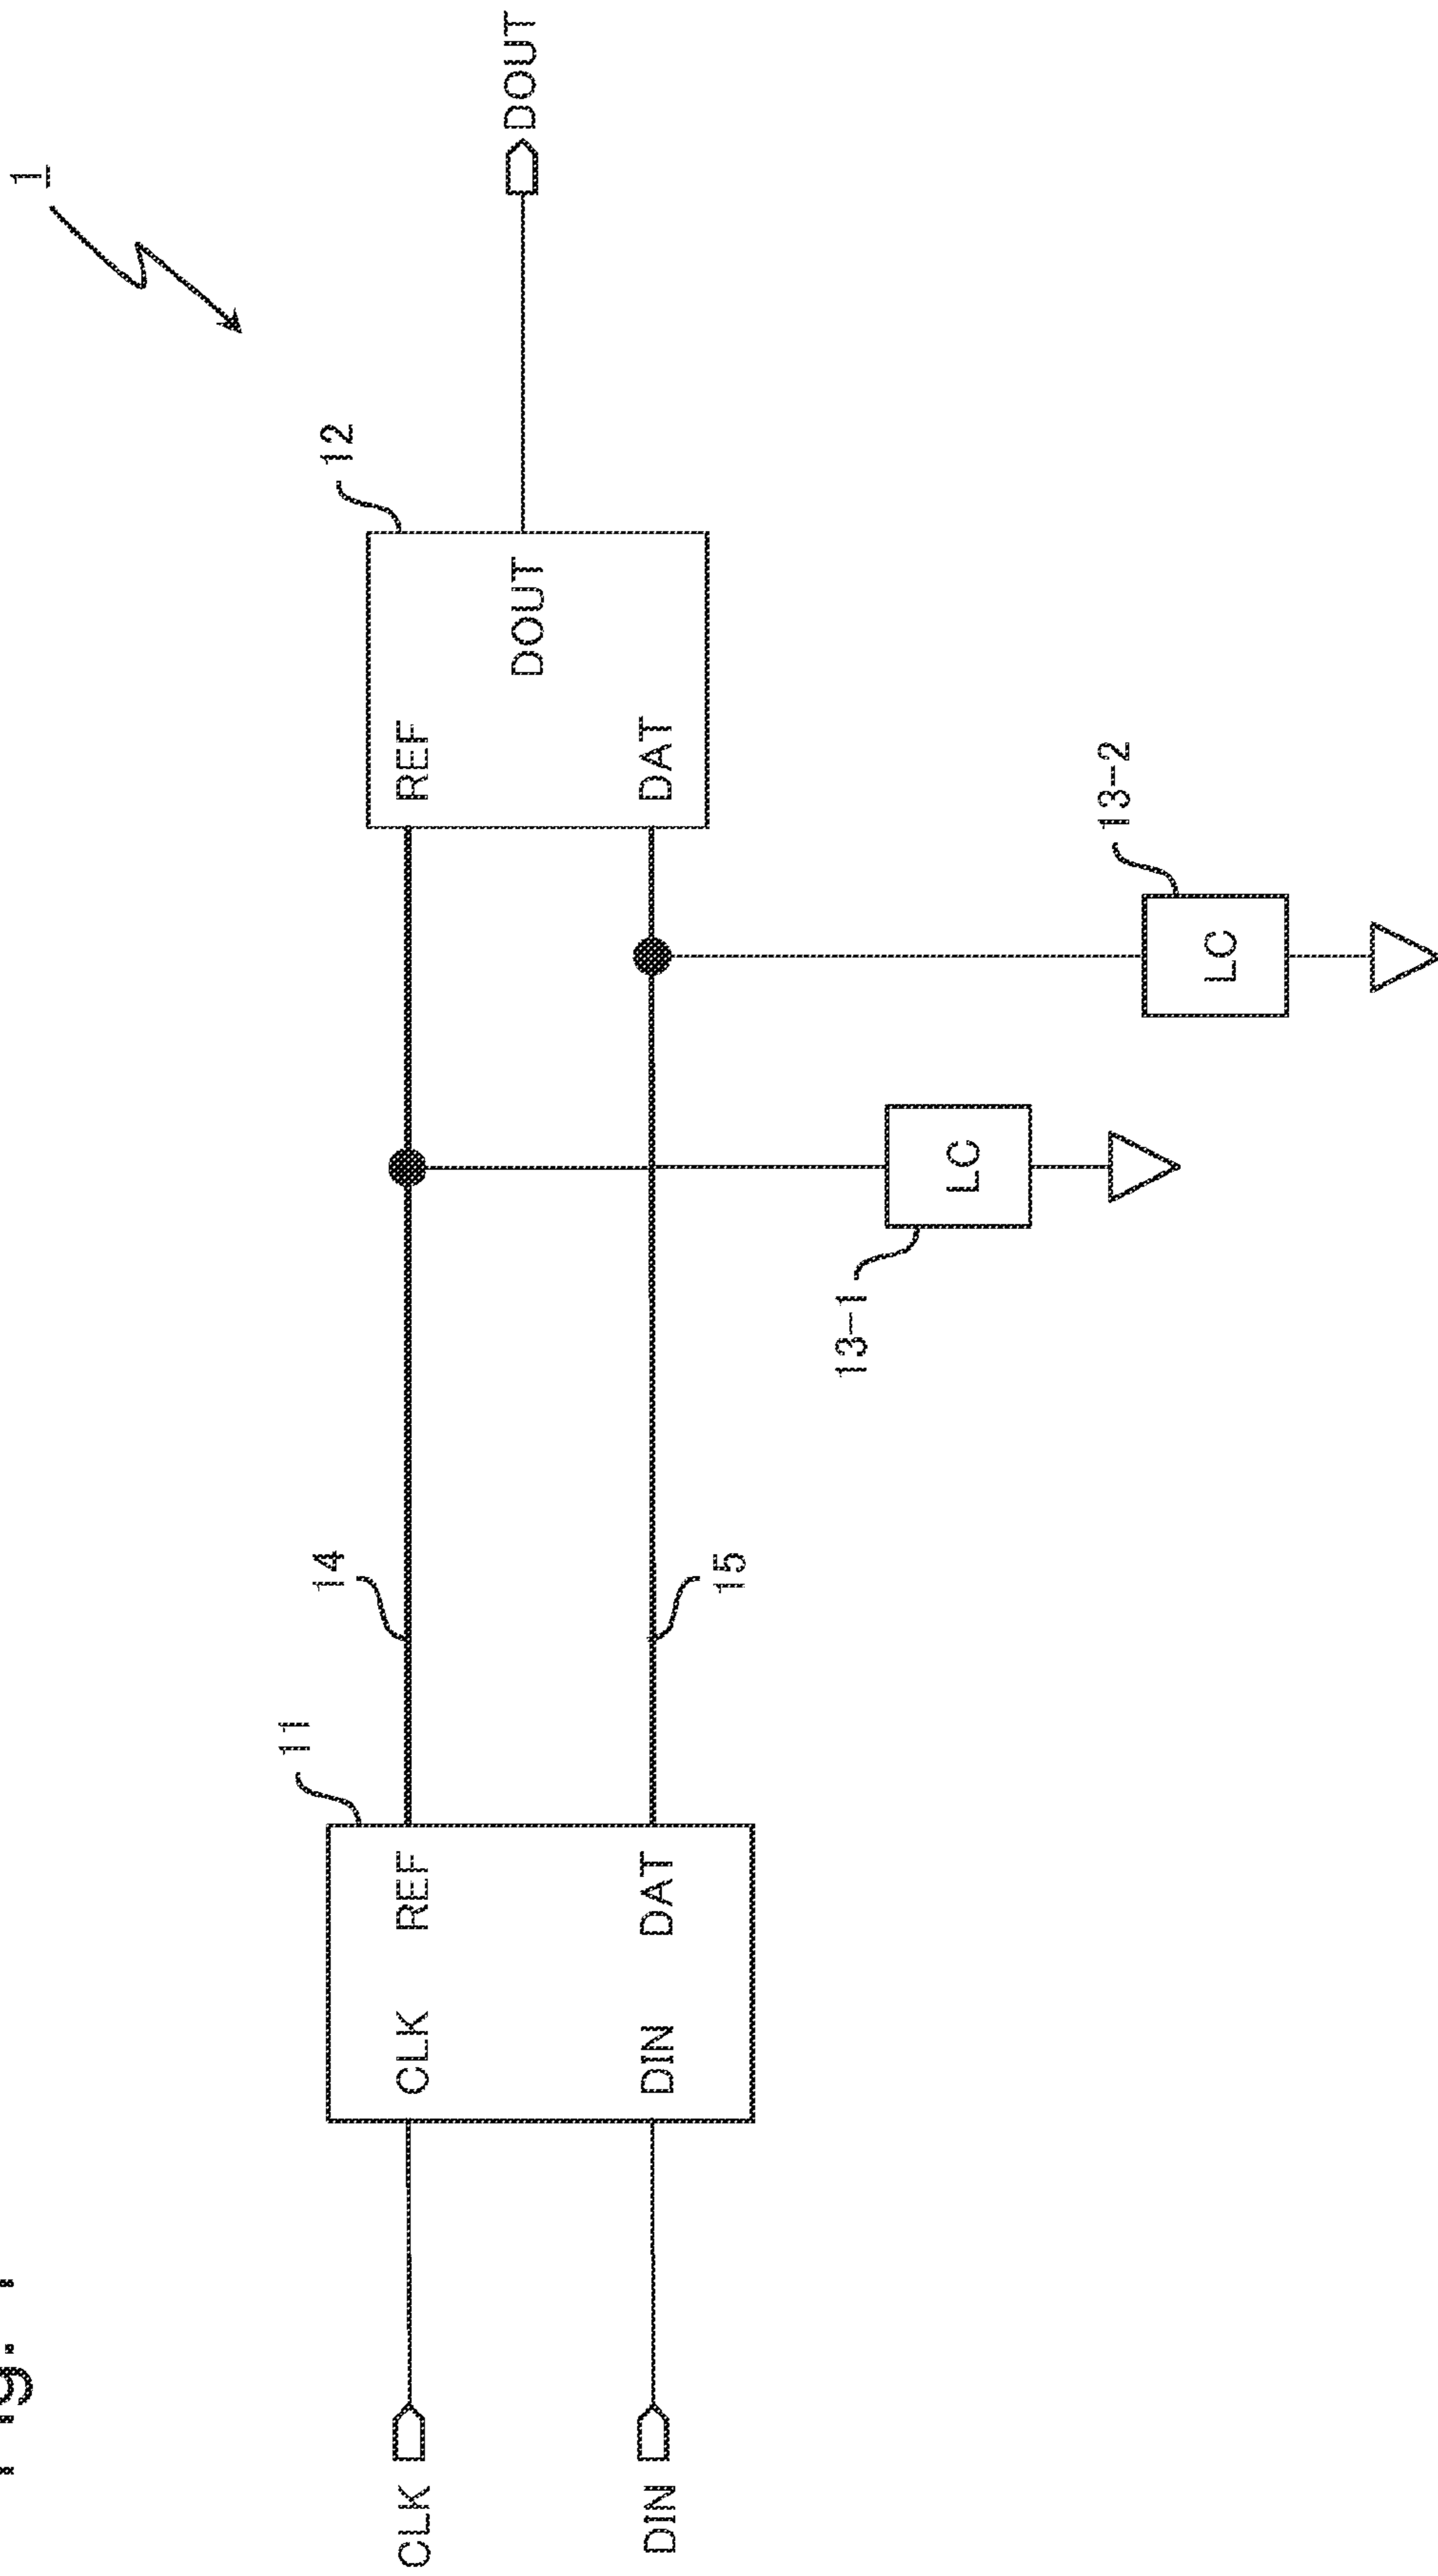 1
CLK
CLK
REF
11
14
REF
12
DOUT
DOUT
DIN
DIN
DAT
15
DAT
13-1
LC
13-2
LC